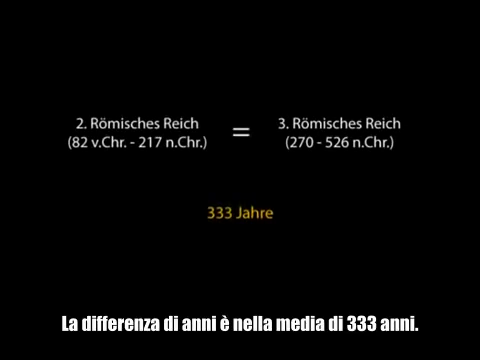 2. Römisches Reich
(82 v.Chr. - 217 n.Chr.)
=
3. Römisches Reich
(270 - 526 n.Chr.)
333 Jahre
La differenza di anni è nella media di 333 anni.